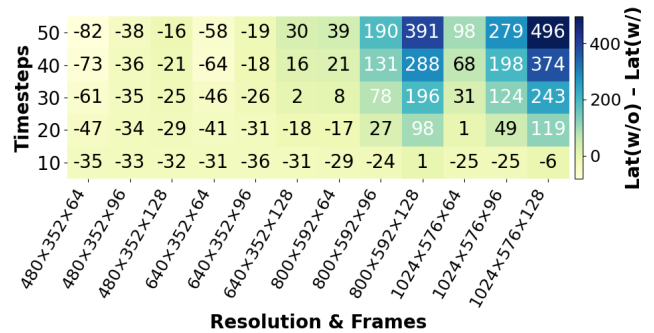 Timesteps
50 -82 -38 -16 -58 -19 30 39 190 391 98 279 496
40 -73 -36 -21 -64 -18 16 21 131 288 68 198 374
30 -61 -35 -25 -46 -26 2 8 78 196 31 124 243
20 -47 -34 -29 -41 -31 -18 -17 27 98 1 49 119
10 -35 -33 -32 -31 -36 -31 -29 -24 1 -25 -25 -6
480×352×64
480×352×96
480×352×128
640×352×64
640×352×96
640×352×128
800×592×64
800×592×96
800×592×128
1024×576×64
1024×576×96
1024×576×128
Resolution & Frames
400
200
0
Lat(w/o) – Lat(w/)